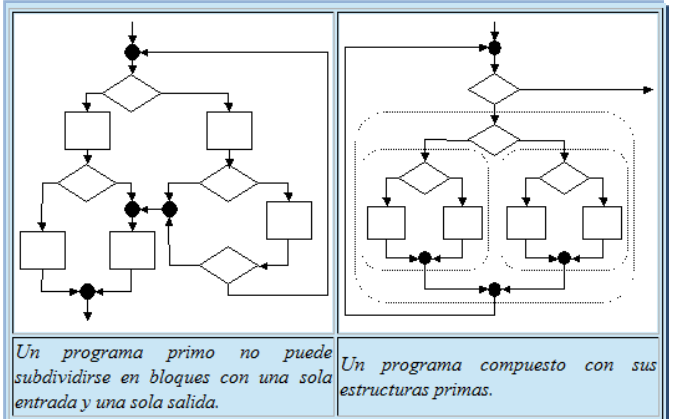 Un programa primo no puede
subdividirse en bloques con una sola
entrada y una sola salida.
Un programa compuesto con sus
estructuras primas.